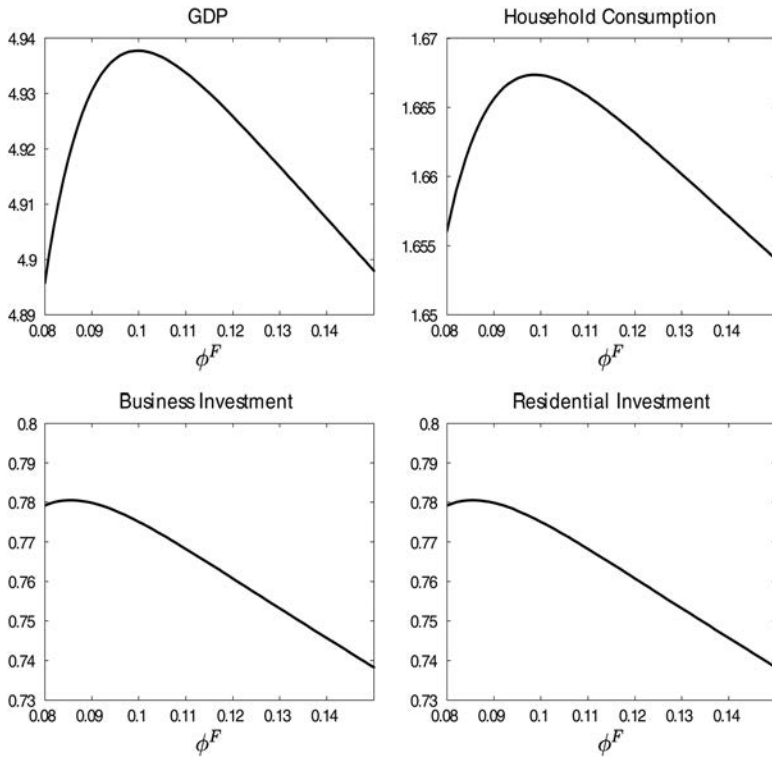 GDP
4.94
4.93
4.92
4.91
4.9
4.89
0.08 0.09 0.1 0.11 0.12 0.13 0.14
ϕ^F
Household Consumption
1.67
1.665
1.66
1.655
1.65
0.08 0.09 0.1 0.11 0.12 0.13 0.14
ϕ^F
Business Investment
0.8
0.79
0.78
0.77
0.76
0.75
0.74
0.73
0.08 0.09 0.1 0.11 0.12 0.13 0.14
ϕ^F
Residential Investment
0.8
0.79
0.78
0.77
0.76
0.75
0.74
0.73
0.08 0.09 0.1 0.11 0.12 0.13 0.14
ϕ^F